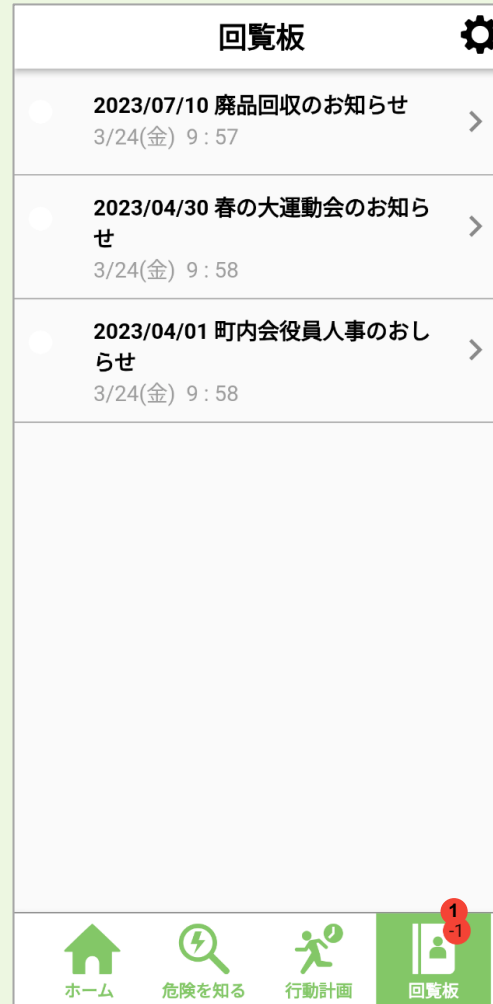 回覧板
2023/07/10 廃品回収のお知らせ
3/24(金) 9 : 57
2023/04/30 春の大運動会のお知ら
せ
3/24(金) 9 : 58
2023/04/01 町内会役員人事のおし
らせ
3/24(金) 9 : 58
1
-1
ホーム 危険を知る 行動計画 回覧板